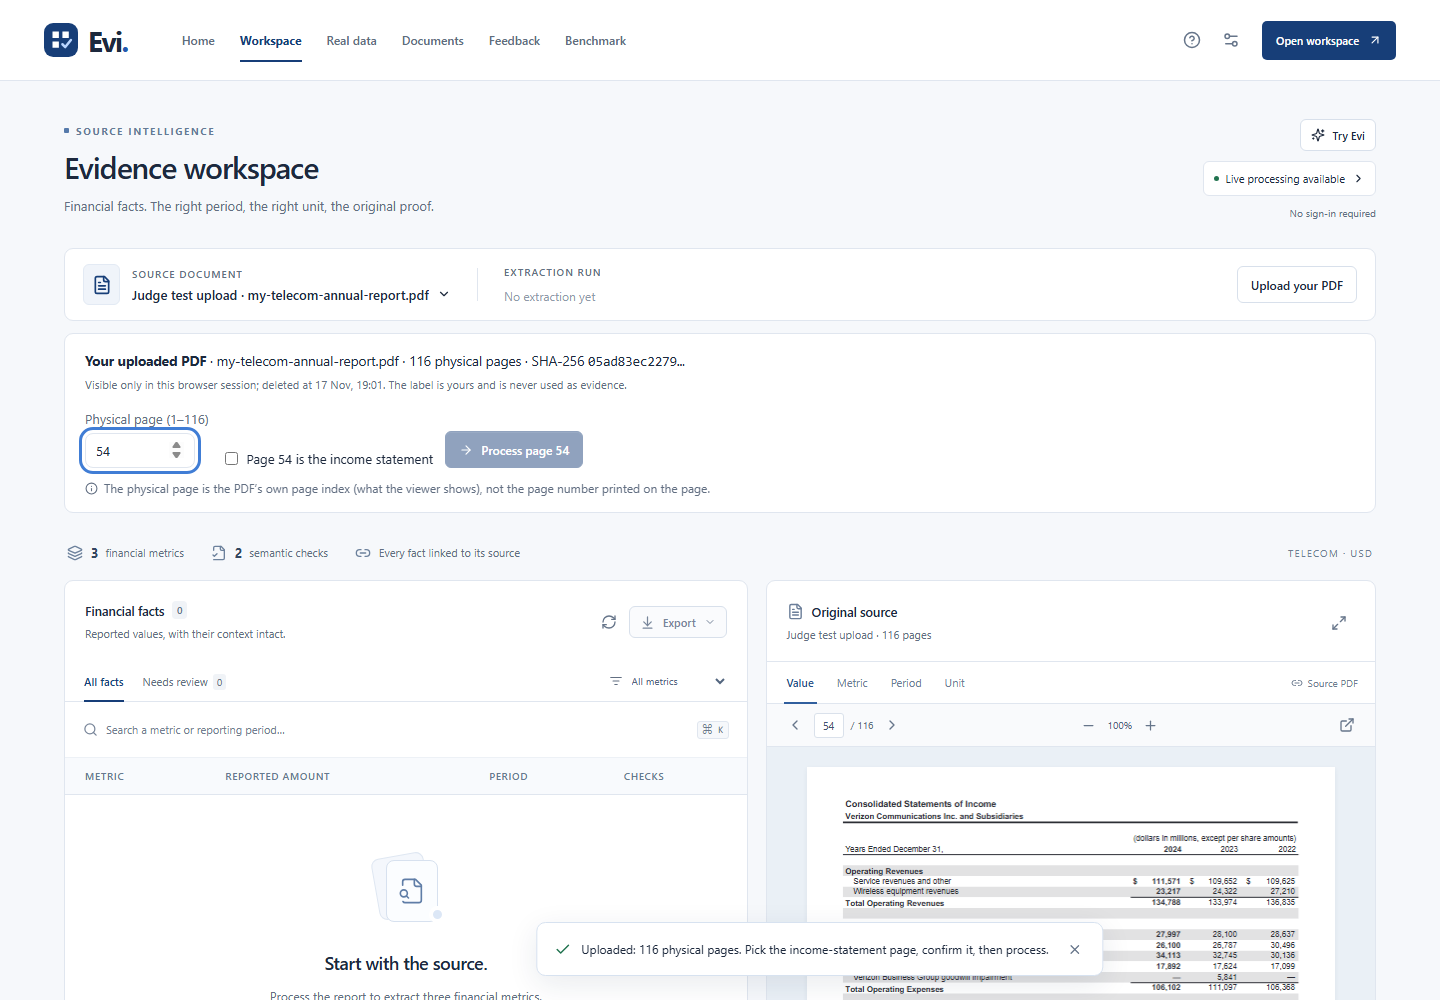 Evi.
Home Workspace Real data Documents Feedback Benchmark
Open workspace
SOURCE INTELLIGENCE
Evidence workspace
Financial facts. The right period, the right unit, the original proof.
Try Evi
Live processing available
No sign-in required
SOURCE DOCUMENT
Judge test upload · my-telecom-annual-report.pdf
EXTRACTION RUN
No extraction yet
Upload your PDF
Your uploaded PDF · my-telecom-annual-report.pdf · 116 physical pages · SHA-256 05ad83ec2279…
Visible only in this browser session; deleted at 17 Nov, 19:01. The label is yours and is never used as evidence.
Physical page (1–116)
54
Page 54 is the income statement
Process page 54
The physical page is the PDF's own page index (what the viewer shows), not the page number printed on the page.
3 financial metrics 2 semantic checks Every fact linked to its source
TELECOM · USD
Financial facts 0
Reported values, with their context intact.
Export
All facts Needs review 0
All metrics
Search a metric or reporting period...
⌘ K
METRIC REPORTED AMOUNT PERIOD CHECKS
Start with the source.
Process the report to extract three financial metrics.
Original source
Judge test upload · 116 pages
Value Metric Period Unit
Source PDF
54 / 116
100%
Consolidated Statements of Income
Verizon Communications Inc. and Subsidiaries
(dollars in millions, except per share amounts)
Years Ended December 31, 2024 2023 2022
Operating Revenues
Service revenues and other $ 111,571 $ 109,652 $ 109,625
Wireless equipment revenues 23,217 24,322 27,210
Total Operating Revenues 134,788 133,974 136,835
27,997 28,100 28,637
26,100 26,787 30,496
34,113 32,745 30,136
17,892 17,624 17,099
Verizon Business Group goodwill impairment — 5,841 —
Total Operating Expenses 106,102 111,097 106,368
Uploaded: 116 physical pages. Pick the income-statement page, confirm it, then process.